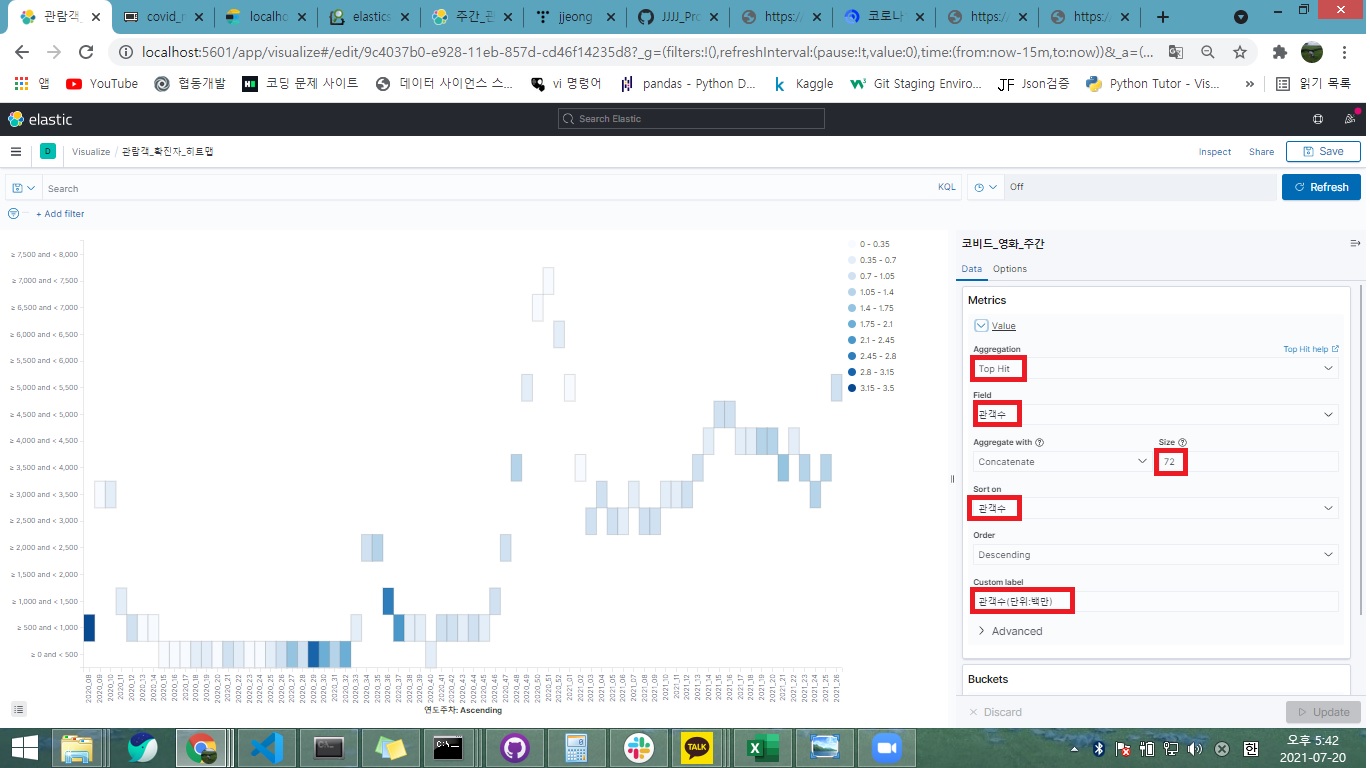 관람객_
covid_r
localho
elastics
주간_관
jjeong
JJJJ_Pro
https:/
코로나
https:/
https:/
localhost:5601/app/visualize#/edit/9c4037b0-e928-11eb-857d-cd46f14235d8?_g=(filters:!(),refreshInterval:(pause:!t,value:0),time:(from:now-15m,to:now))&_a=(...
앱
YouTube
협동개발
코딩 문제 사이트
데이터 사이언스 스...
vi 명령어
pandas - Python D...
Kaggle
Git Staging Enviro...
Json검증
Python Tutor - Vis...
»
읽기 목록
elastic
Search Elastic
D
Visualize / 관람객_확진자_히트맵
Inspect
Share
Save
Search
KQL
Off
Refresh
+ Add filter
≥ 7,500 and < 8,000
≥ 7,000 and < 7,500
≥ 6,500 and < 7,000
≥ 6,000 and < 6,500
≥ 5,500 and < 6,000
≥ 5,000 and < 5,500
≥ 4,500 and < 5,000
≥ 4,000 and < 4,500
≥ 3,500 and < 4,000
≥ 3,000 and < 3,500
≥ 2,500 and < 3,000
≥ 2,000 and < 2,500
≥ 1,500 and < 2,000
≥ 1,000 and < 1,500
≥ 500 and < 1,000
≥ 0 and < 500
2020_08
2020_09
2020_10
2020_11
2020_12
2020_13
2020_14
2020_15
2020_16
2020_17
2020_18
2020_19
2020_20
2020_21
2020_22
2020_23
2020_24
2020_25
2020_26
2020_27
2020_28
2020_29
2020_30
2020_31
2020_32
2020_33
2020_34
2020_35
2020_36
2020_37
2020_38
2020_39
2020_40
2020_41
2020_42
2020_43
2020_44
2020_45
2020_46
2020_47
2020_48
2020_49
2020_50
2020_51
2020_52
2021_01
2021_02
2021_03
2021_04
2021_05
2021_06
2021_07
2021_08
2021_09
2021_10
2021_11
2021_12
2021_13
2021_14
2021_15
2021_16
2021_17
2021_18
2021_19
2021_20
2021_21
2021_22
2021_23
2021_24
2021_25
2021_26
연도주차: Ascending
0 - 0.35
0.35 - 0.7
0.7 - 1.05
1.05 - 1.4
1.4 - 1.75
1.75 - 2.1
2.1 - 2.45
2.45 - 2.8
2.8 - 3.15
3.15 - 3.5
코비드_영화_주간
Data
Options
Metrics
Value
Aggregation
Top Hit help
Top Hit
Field
관객수
Aggregate with
Size
Concatenate
72
Sort on
관객수
Order
Descending
Custom label
관객수(단위:백만)
Advanced
Buckets
Discard
Update
C:\_
TALK
한
오후 5:42
2021-07-20